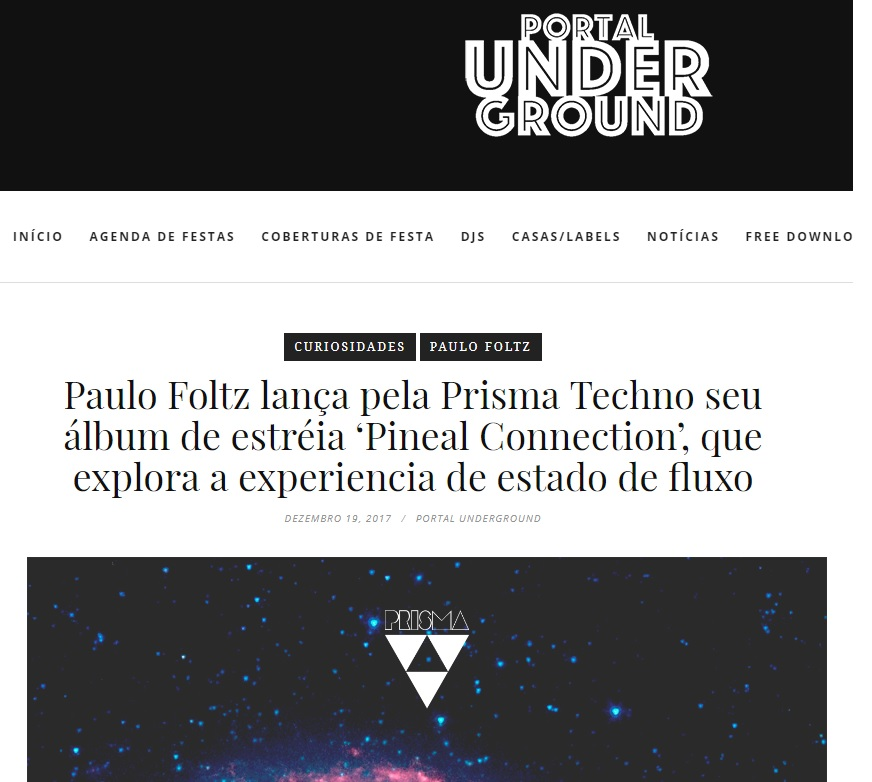 PORTAL
UNDER
GROUND
INÍCIO AGENDA DE FESTAS COBERTURAS DE FESTA DJS CASAS/LABELS NOTÍCIAS FREE DOWNLO
CURIOSIDADES PAULO FOLTZ
Paulo Foltz lança pela Prisma Techno seu
álbum de estréia ‘Pineal Connection’, que
explora a experiencia de estado de fluxo
DEZEMBRO 19, 2017 / PORTAL UNDERGROUND
PRISMA